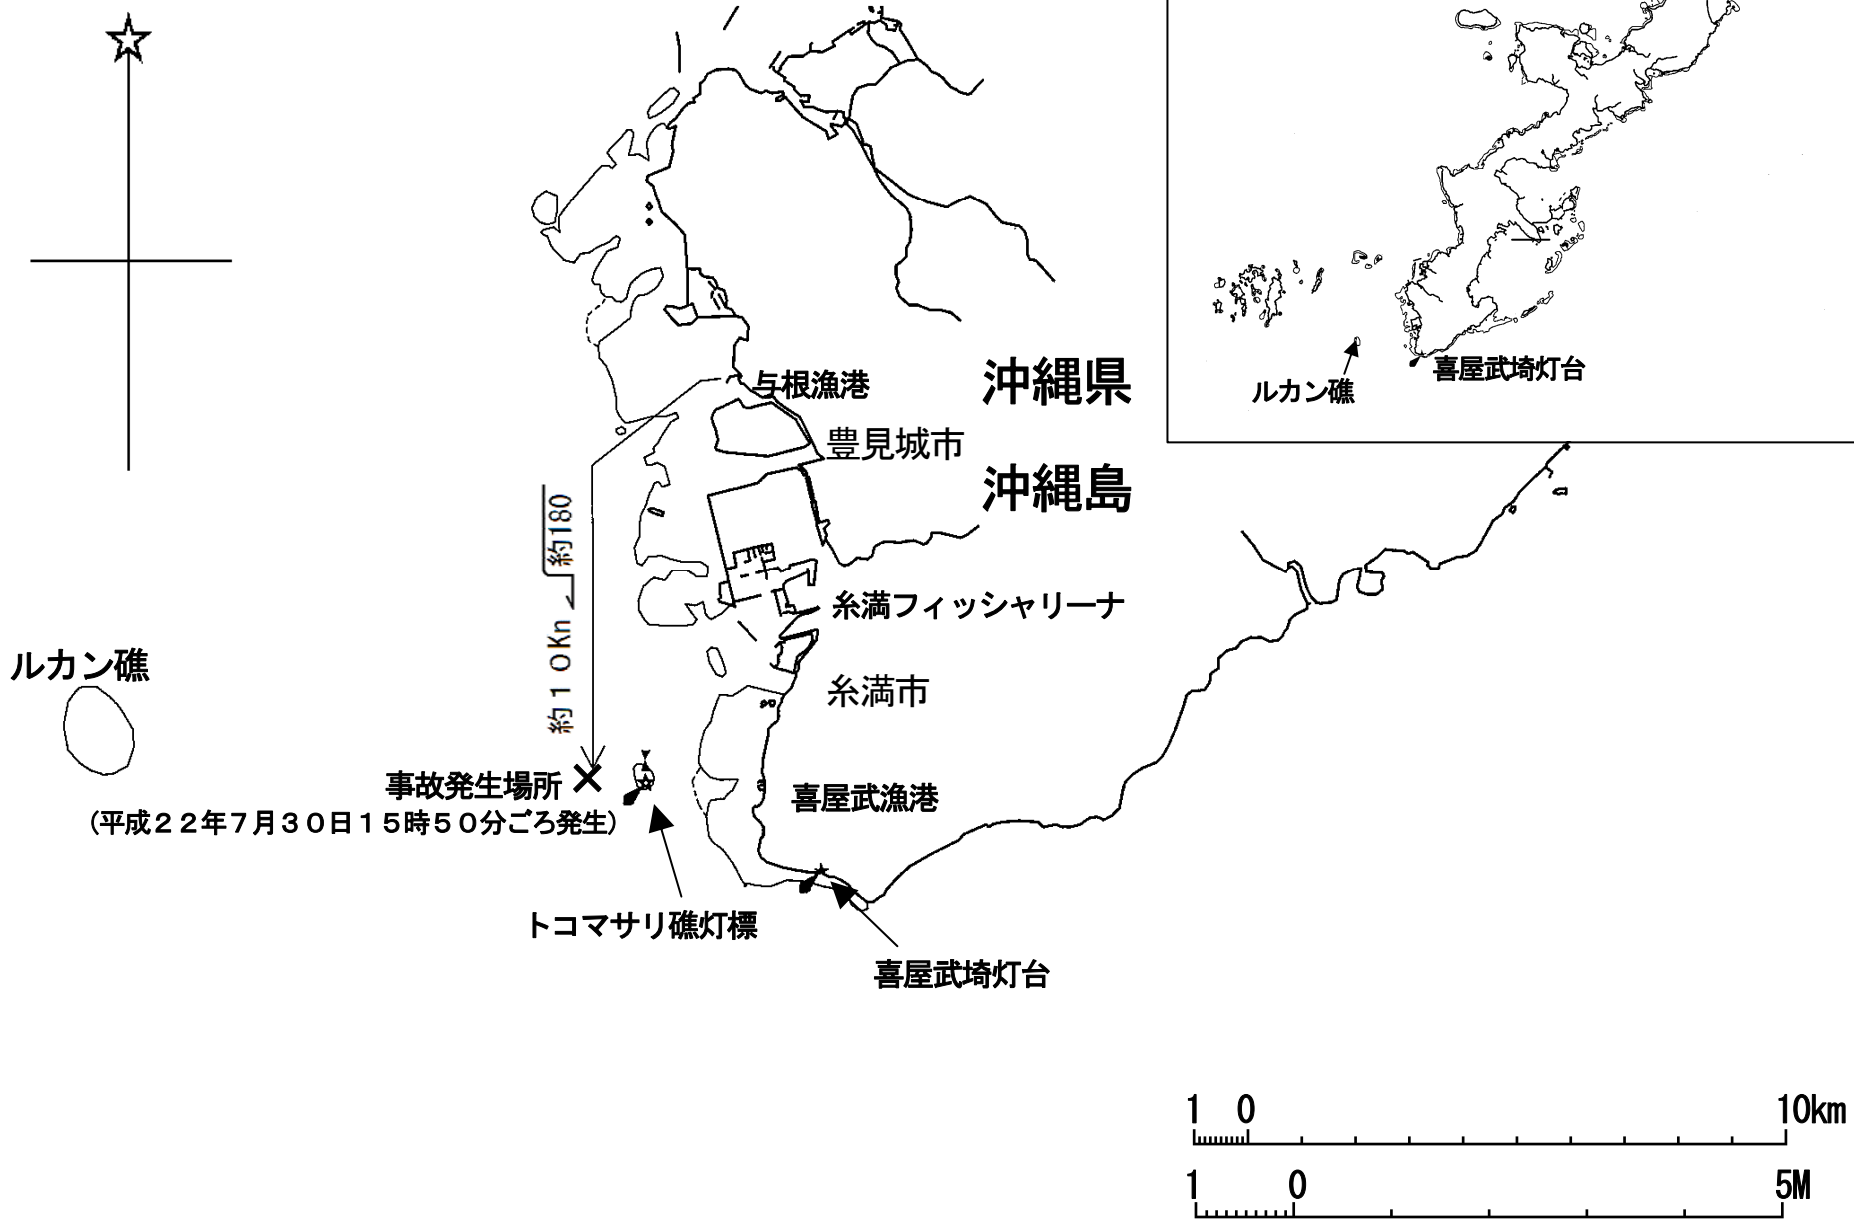 ルカン礁
喜屋武埼灯台
与根漁港
沖縄県
豊見城市
沖縄島
約180
約１０Kn
糸満フィッシャリーナ
ルカン礁
糸満市
事故発生場所
（平成２２年７月３０日１５時５０分ごろ発生）
喜屋武漁港
トコマサリ礁灯標
喜屋武埼灯台
1 0 10km
1 0 5M